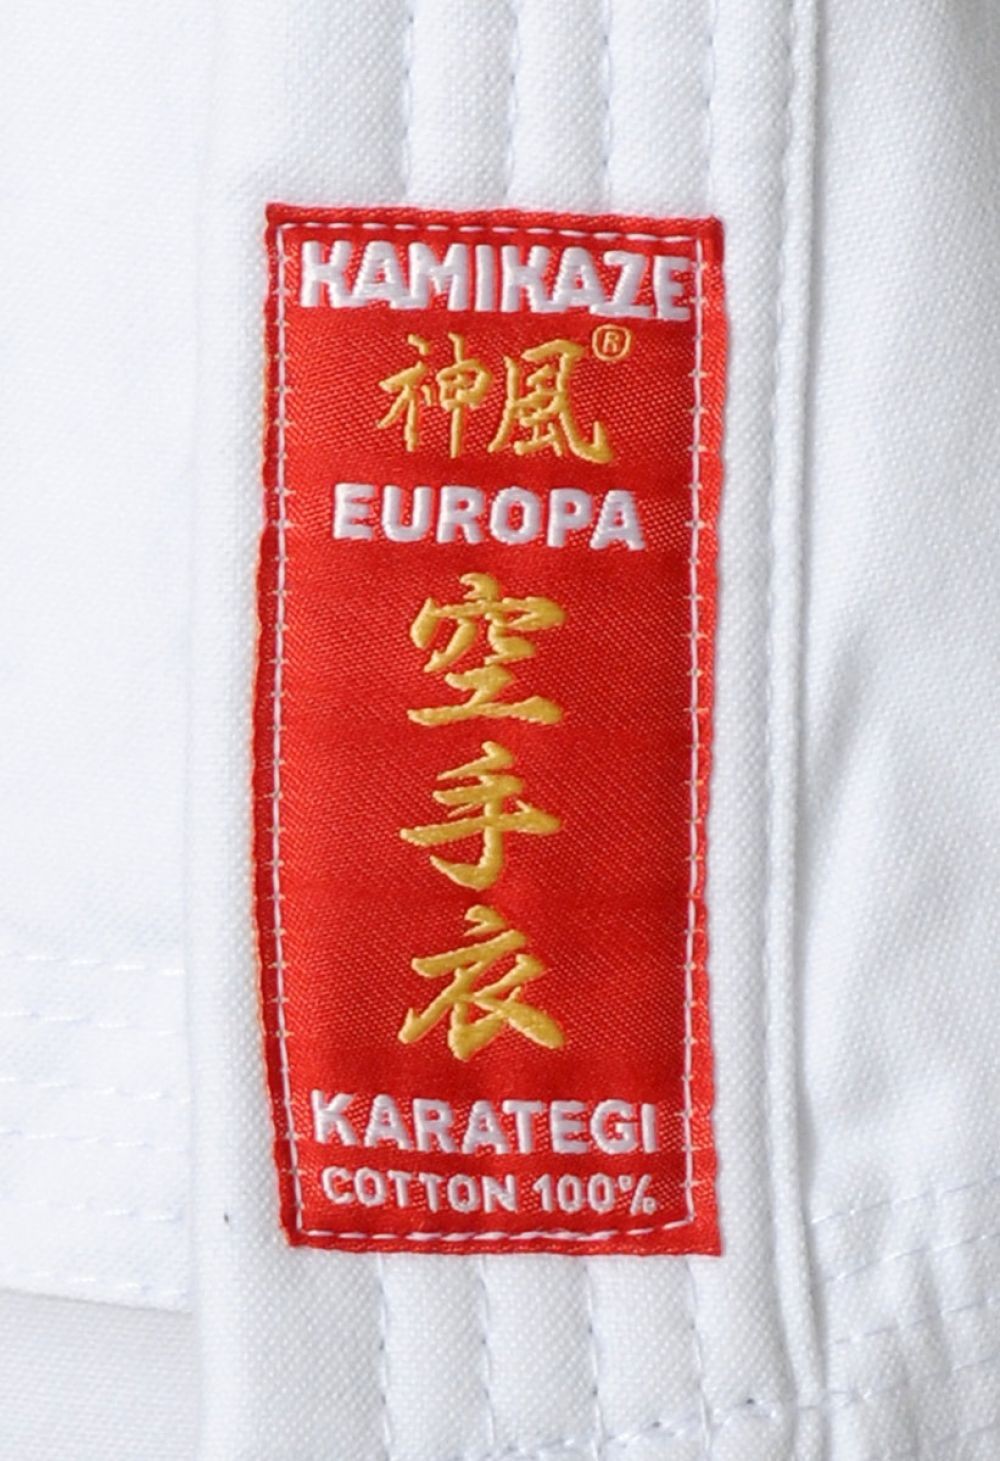 KAMIKAZE
神風®
EUROPA
空
手
衣
KARATEGI
COTTON 100%